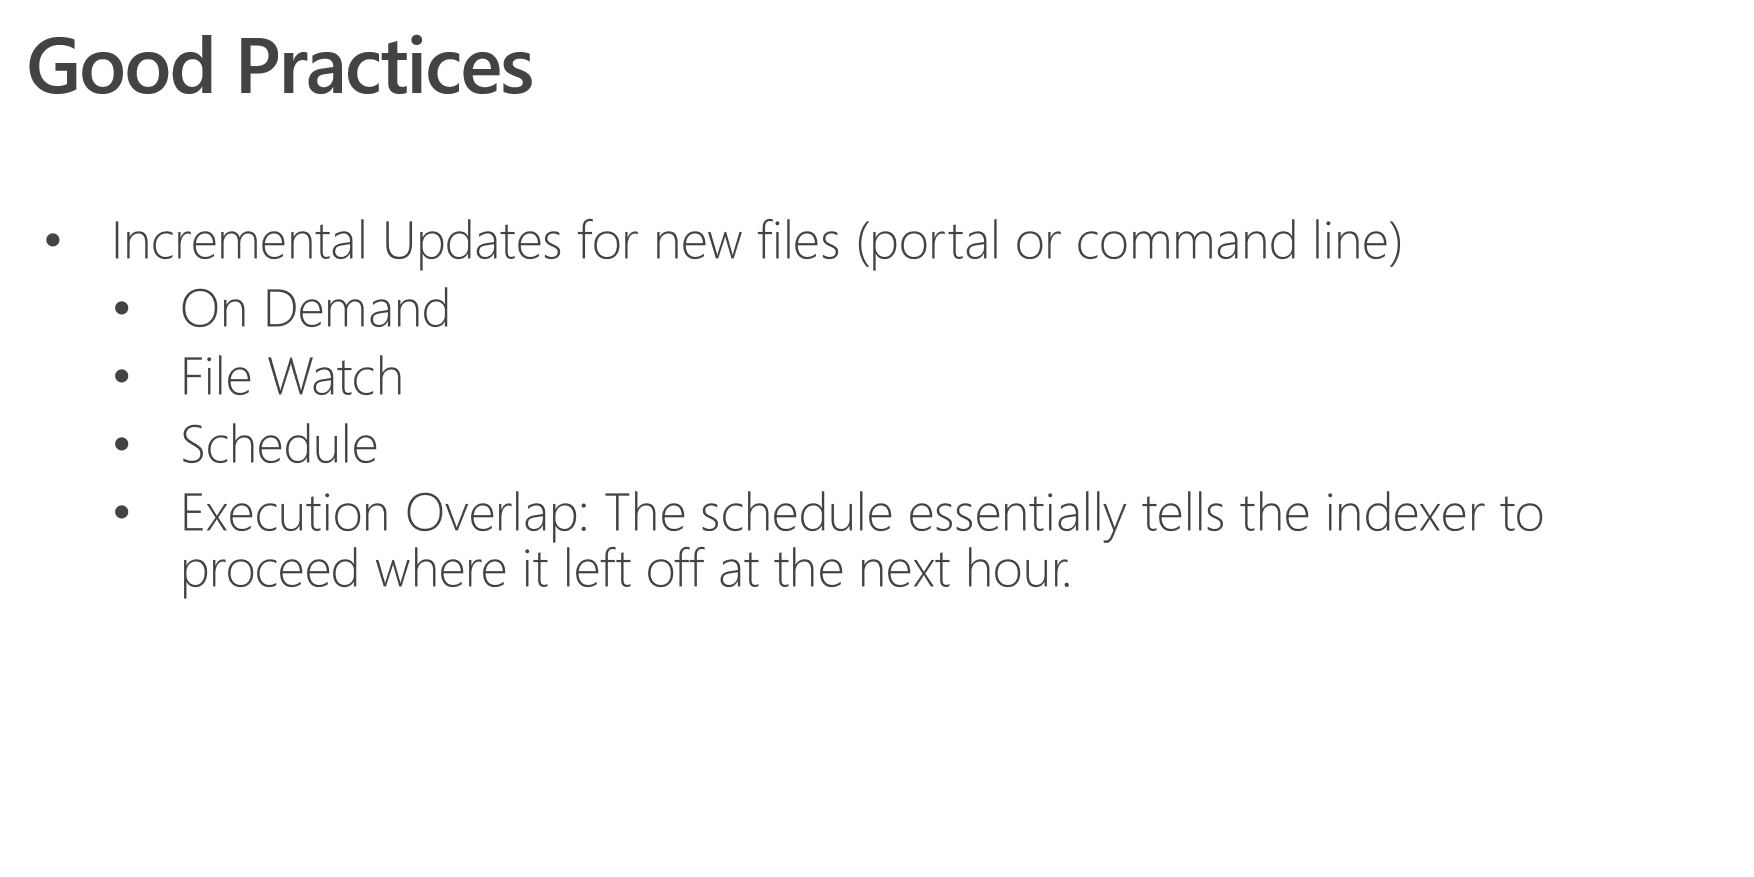 Good Practices
• Incremental Updates for new files (portal or command line)
• On Demand
• File Watch
• Schedule
• Execution Overlap: The schedule essentially tells the indexer to
proceed where it left off at the next hour.